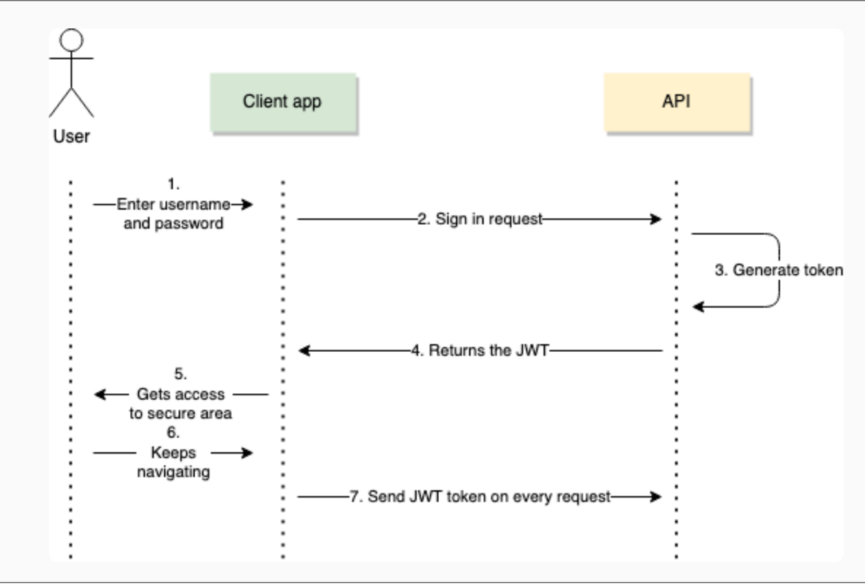 User
Client app
API
1.
Enter username
and password
2. Sign in request
3. Generate token
4. Returns the JWT
5.
Gets access
to secure area
6.
Keeps
navigating
7. Send JWT token on every request